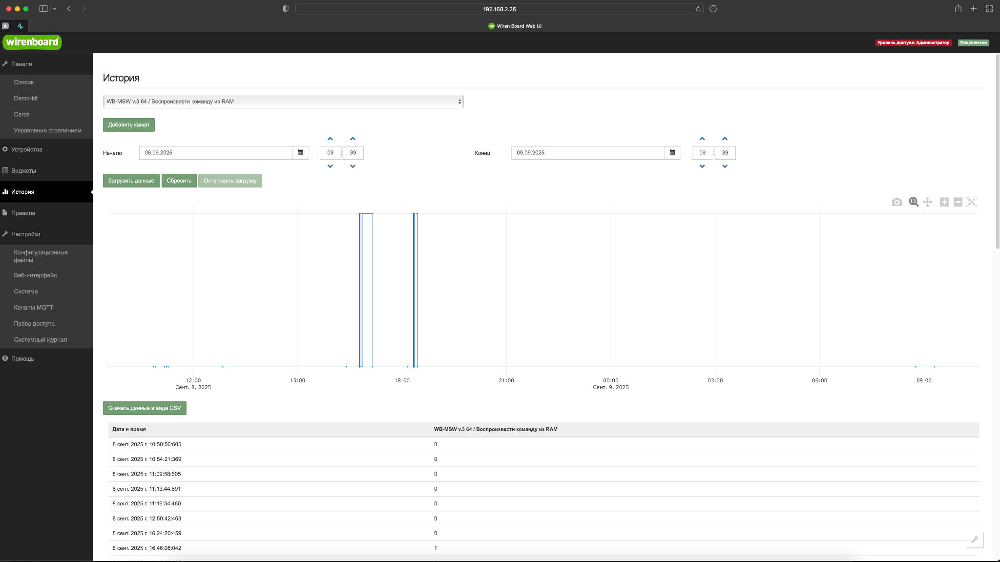 192.168.2.25
A
wb Wiren Board Web UI
wirenboard
Уровень доступа: Администратор
Подключено
Панели
Список
Demo-kit
Cards
Управление отоплением
Устройства
Виджеты
История
Правила
Настройки
Конфигурационные
файлы
Веб-интерфейс
Система
Каналы MQTT
Права доступа
Системный журнал
Помощь
История
WB-MSW v.3 64 / Воспроизвести команду из RAM
Добавить канал
Начало 08.09.2025 09 : 39
Конец 09.09.2025 09 : 39
Загрузить данные Сбросить Остановить загрузку
12:00 15:00 18:00 21:00 00:00 03:00 06:00 09:00
Сент. 8, 2025 Сент. 9, 2025
Скачать данные в виде CSV
Дата и время WB-MSW v.3 64 / Воспроизвести команду из RAM
8 сент. 2025 г. 10:50:50:605 0
8 сент. 2025 г. 10:54:21:369 0
8 сент. 2025 г. 11:09:58:605 0
8 сент. 2025 г. 11:13:44:891 0
8 сент. 2025 г. 11:16:34:460 0
8 сент. 2025 г. 12:50:42:463 0
8 сент. 2025 г. 16:24:20:459 0
8 сент. 2025 г. 16:46:06:042 1